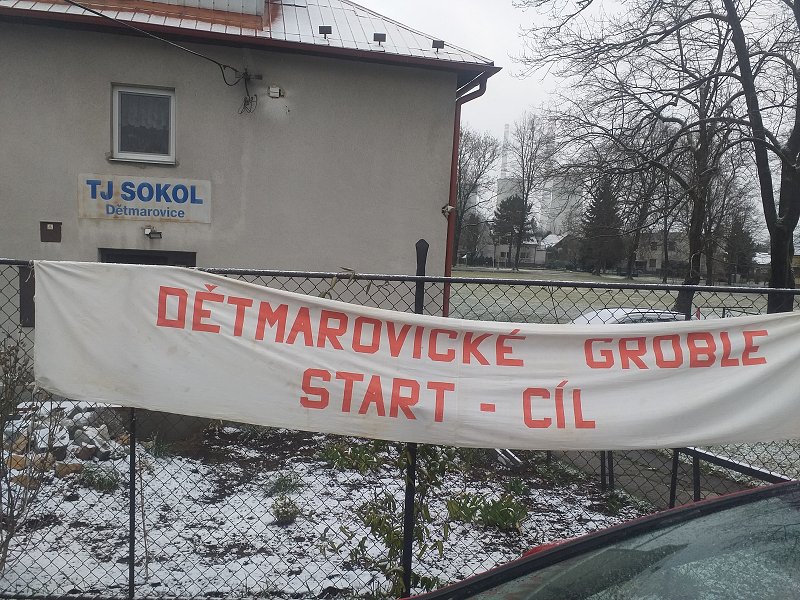 TJ SOKOL
Dětmarovice
DĚTMAROVICKÉ GROBLE
START - CÍL